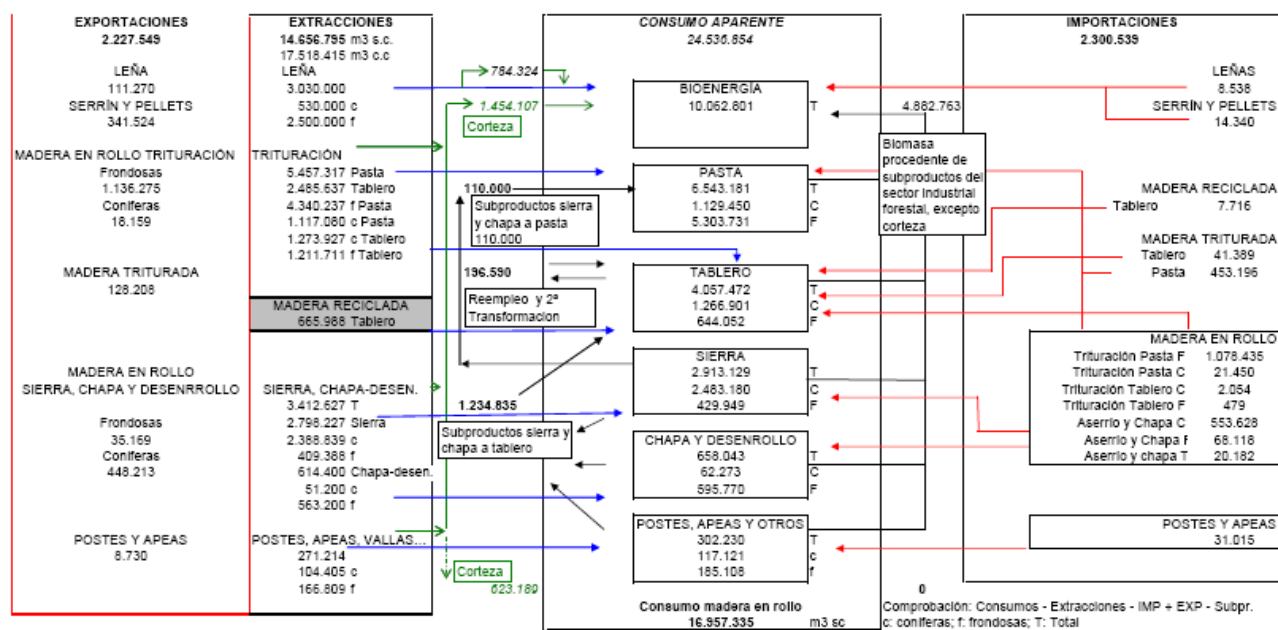 EXPORTACIONES
2.227.549
LEÑA
111.270
SERRÍN Y PELLETS
341.524
MADERA EN ROLLO TRITURACIÓN
Frondosas
1.136.275
Coniferas
18.159
MADERA TRITURADA
128.208
MADERA EN ROLLO
SIERRA, CHAPA Y DESENRROLLO
Frondosas
35.169
Coniferas
448.213
POSTES Y APEAS
8.730
EXTRACCIONES
14.656.795 m3 s.c.
17.518.415 m3 c.c
LEÑA
3.030.000
530.000 c
2.500.000 f
TRITURACIÓN
5.457.317 Pasta
2.485.637 Tablero
4.340.237 f Pasta
1.117.080 c Pasta
1.273.927 c Tablero
1.211.711 f Tablero
MADERA RECICLADA
665.988 Tablero
SIERRA, CHAPA-DESEN.
3.412.627 T
2.798.227 Sierra
2.388.839 c
409.388 f
614.400 Chapa-desen.
51.200 c
563.200 f
POSTES, APEAS, VALLAS...
271.214
104.405 c
166.809 f
784.324
1.454.107
Corteza
110.000
Subproductos sierra
y chapa a pasta
110.000
196.590
Reempleo y 2ª
Transformacion
1.234.835
Subproductos sierra y
chapa a tablero
Corteza
623.189
CONSUMO APARENTE
24.536.854
BIOENERGÍA
10.062.801 T
4.882.763
PASTA
6.543.181 T
1.129.450 C
5.303.731 F
TABLERO
4.057.472 T
1.266.901 C
644.052 F
SIERRA
2.913.129 T
2.483.180 C
429.949 F
CHAPA Y DESENROLLO
658.043 T
62.273 C
595.770 F
POSTES, APEAS Y OTROS
302.230 T
117.121 c
185.108 f
Consumo madera en rollo
16.957.335 m3 sc
Biomasa
procedente de
subproductos del
sector industrial
forestal, excepto
corteza
IMPORTACIONES
2.300.539
LEÑAS
8.538
SERRÍN Y PELLETS
14.340
MADERA RECICLADA
Tablero 7.716
MADERA TRITURADA
Tablero 41.389
Pasta 453.196
MADERA EN ROLLO
Trituración Pasta F 1.078.435
Trituración Pasta C 21.450
Trituración Tablero C 2.054
Trituración Tablero F 479
Aserrio y Chapa C 553.628
Aserrio y Chapa F 68.118
Aserrio y chapa T 20.182
POSTES Y APEAS
31.015
0
Comprobación: Consumos - Extracciones - IMP + EXP - Subpr.
c: coniferas; f: frondosas; T: Total